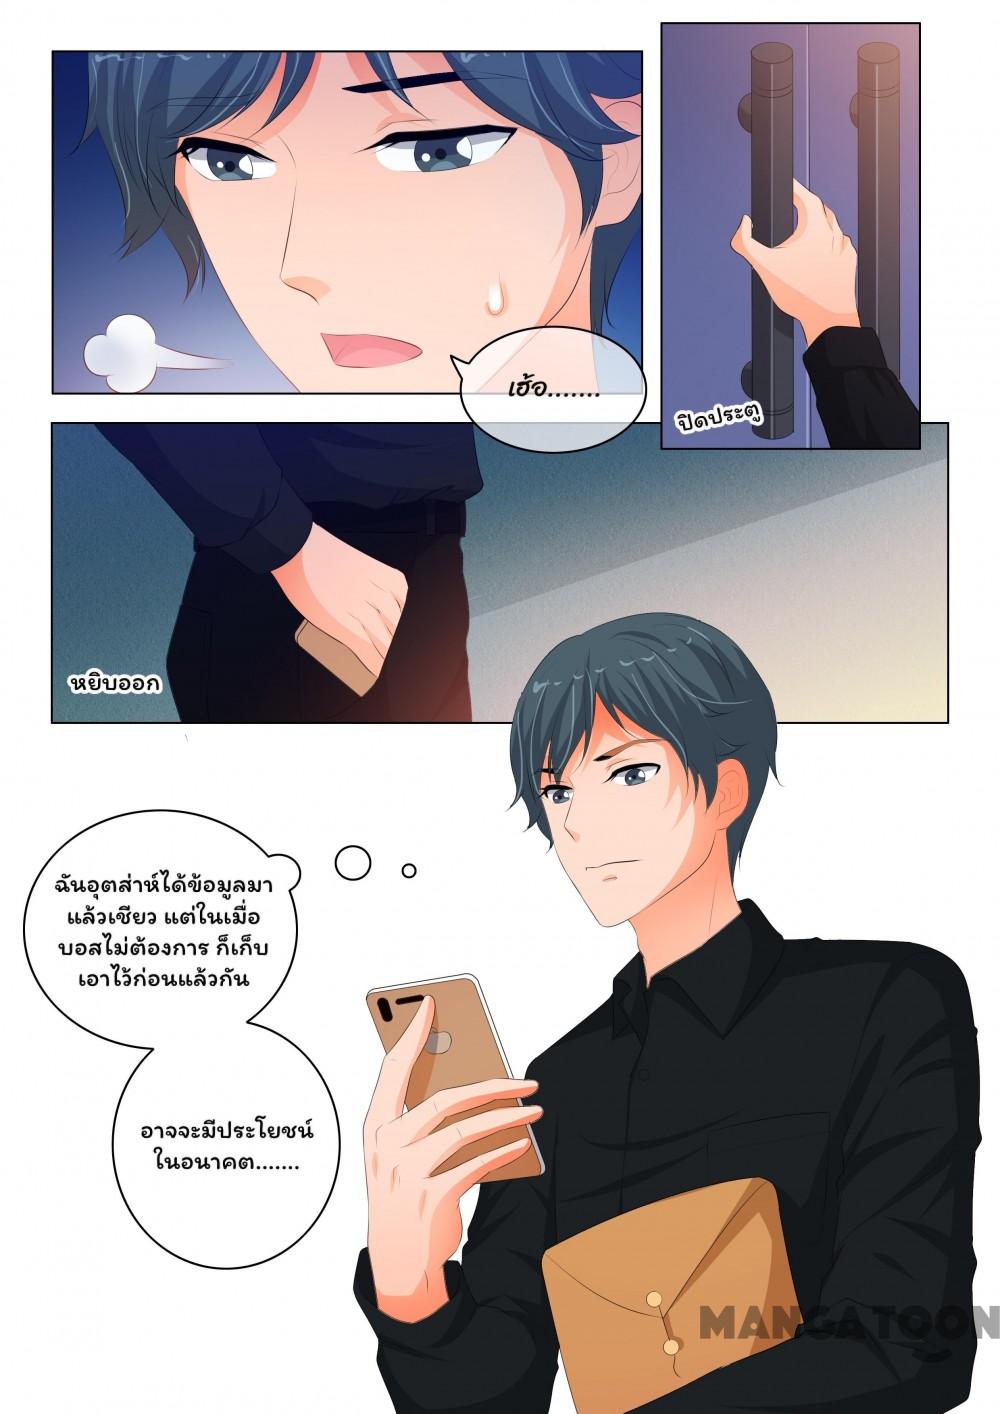 เฮ้อ.......
ปิดประตู
หยิบออก
ฉันอุตส่าห์ได้ข้อมูลมา
แล้วเชียว แต่ในเมื่อ
บอสไม่ต้องการ ก็เก็บ
เอาไว้ก่อนแล้วกัน
อาจจะมีประโยชน์
ในอนาคต.......
MANGATOON